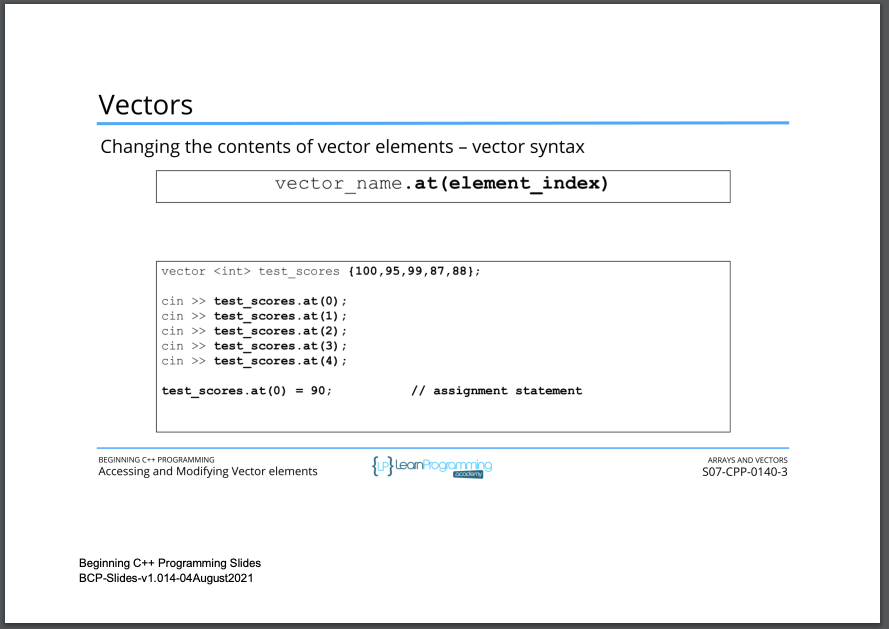 Vectors
Changing the contents of vector elements – vector syntax
vector_name.at(element_index)
vector <int> test_scores {100,95,99,87,88};
cin >> test_scores.at(0);
cin >> test_scores.at(1);
cin >> test_scores.at(2);
cin >> test_scores.at(3);
cin >> test_scores.at(4);
test_scores.at(0) = 90; // assignment statement
BEGINNING C++ PROGRAMMING
Accessing and Modifying Vector elements
{LP} LearnProgramming
academy
ARRAYS AND VECTORS
S07-CPP-0140-3
Beginning C++ Programming Slides
BCP-Slides-v1.014-04August2021